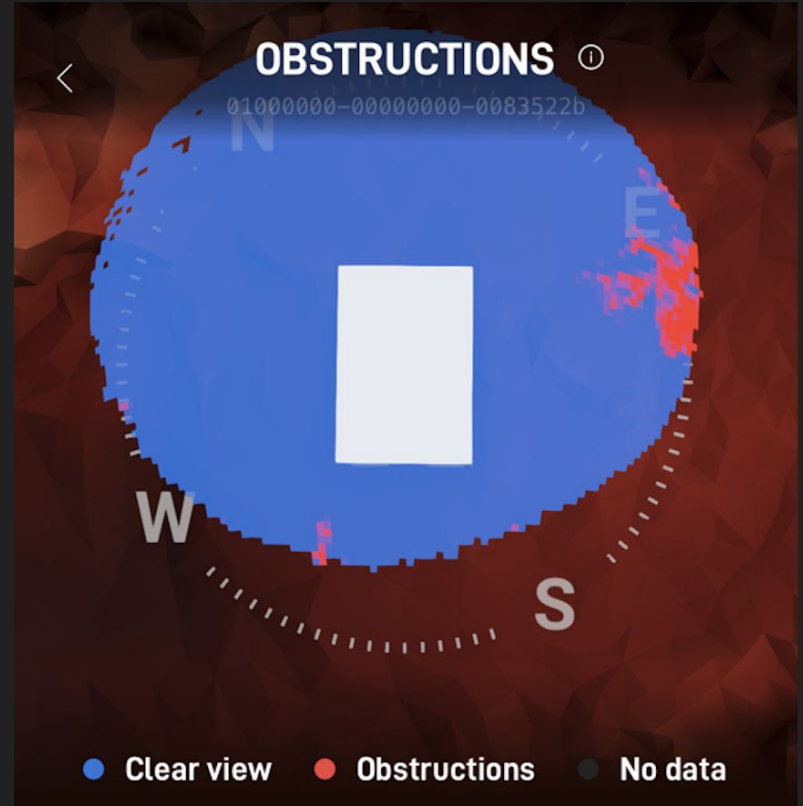 OBSTRUCTIONS
01000000-00000000-0083522b
N
E
W
S
Clear view
Obstructions
No data